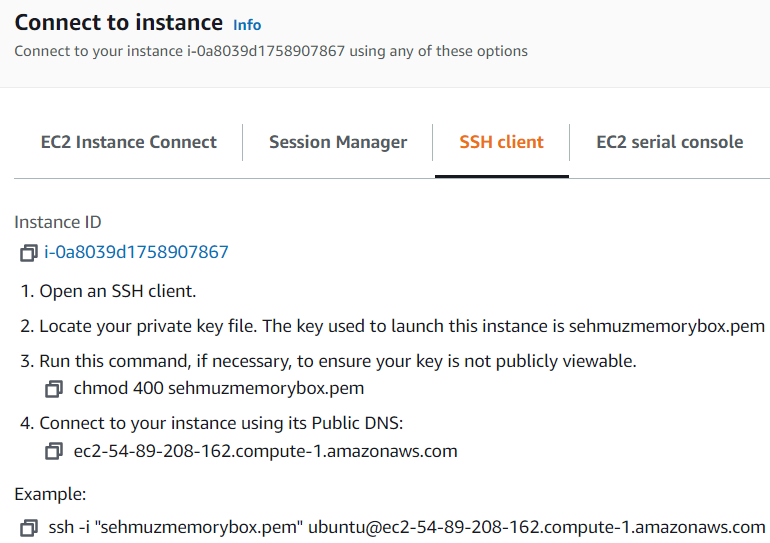 Connect to instance Info
Connect to your instance i-0a8039d1758907867 using any of these options
EC2 Instance Connect Session Manager SSH client EC2 serial console
Instance ID
i-0a8039d1758907867
1. Open an SSH client.
2. Locate your private key file. The key used to launch this instance is sehmuzmemorybox.pem
3. Run this command, if necessary, to ensure your key is not publicly viewable.
chmod 400 sehmuzmemorybox.pem
4. Connect to your instance using its Public DNS:
ec2-54-89-208-162.compute-1.amazonaws.com
Example:
ssh -i "sehmuzmemorybox.pem" ubuntu@ec2-54-89-208-162.compute-1.amazonaws.com